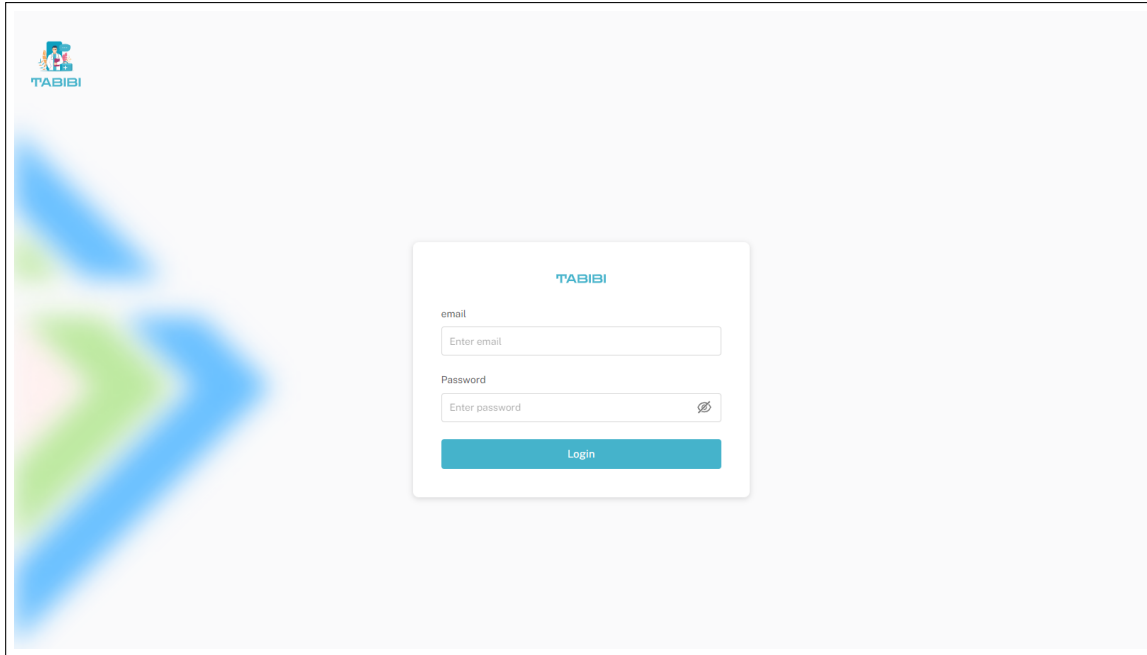 TABIBI
TABIBI
email
Enter email
Password
Enter password
Login